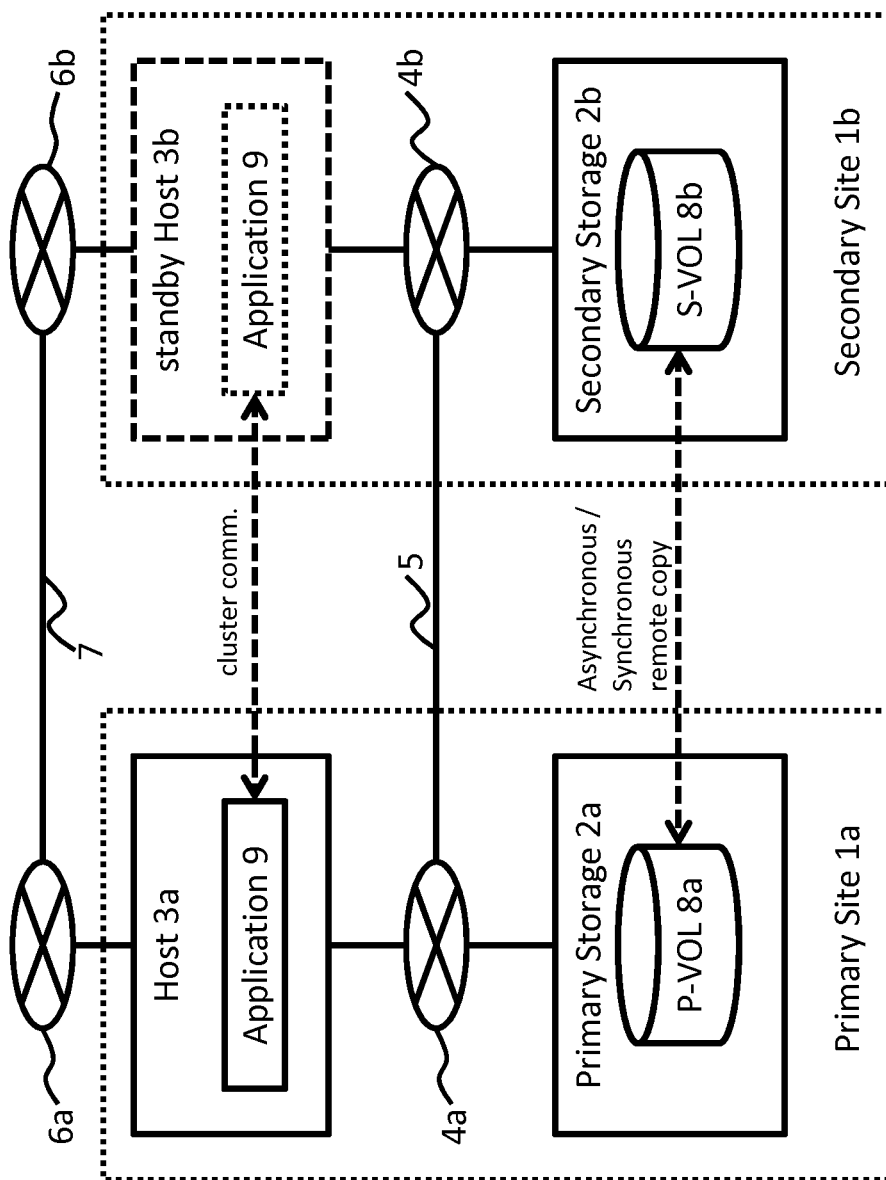 6a
7
6b
Host 3a
Application 9
cluster comm.
standby Host 3b
Application 9
4a
5
4b
Primary Storage 2a
P-VOL 8a
Asynchronous /
Synchronous
remote copy
Secondary Storage 2b
S-VOL 8b
Primary Site 1a
Secondary Site 1b